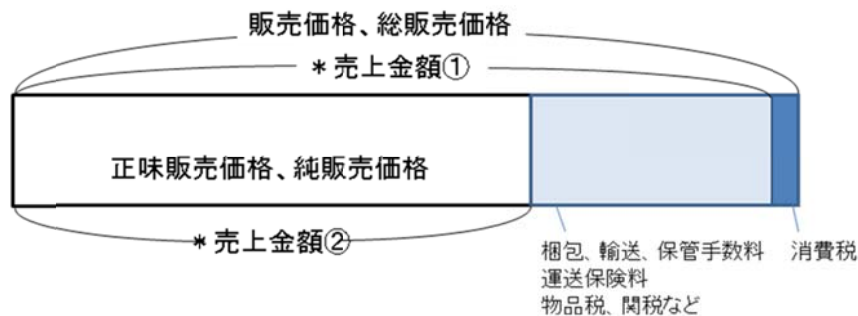 販売価格、総販売価格
*売上金額①
正味販売価格、純販売価格
*売上金額②
梱包、輸送、保管手数料
運送保険料
物品税、関税など
消費税